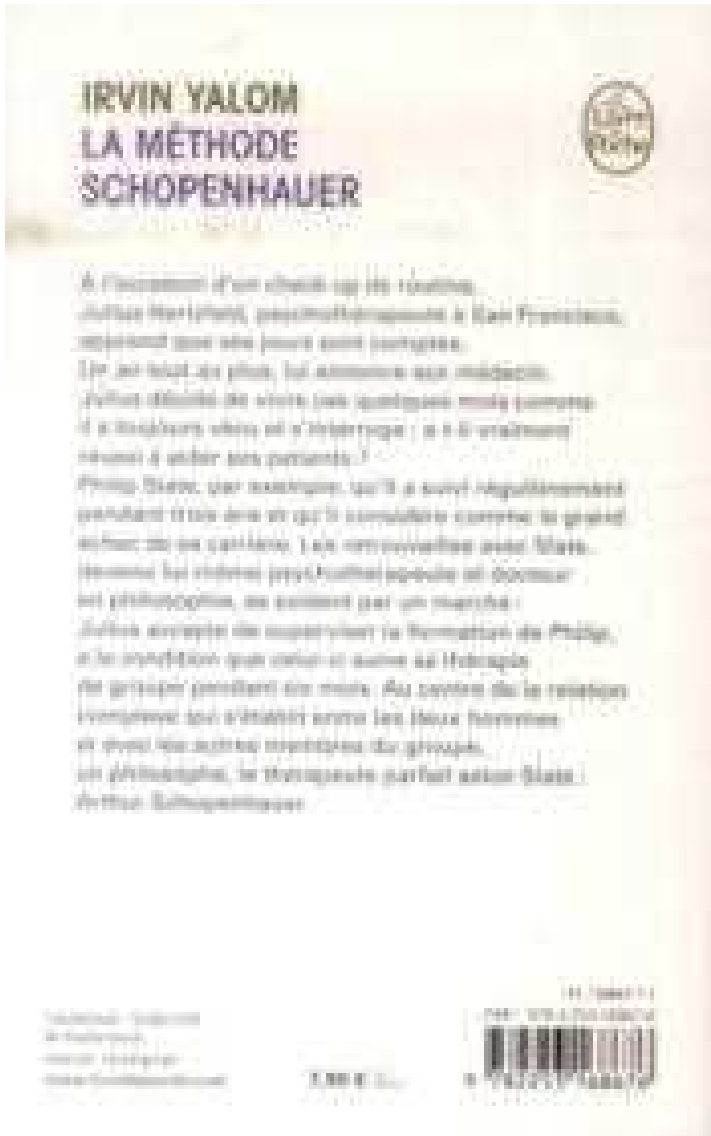 IRVIN YALOM
LA MÉTHODE
SCHOPENHAUER
Le Livre de Poche
À l'occasion d'un check-up de routine,
Julius Hertzfeld, psychothérapeute à San Francisco,
apprend que ses jours sont comptés.
Un an tout au plus, lui annonce son médecin.
Julius décide de vivre ces quelques mois comme
il a toujours vécu et s'interroge : a-t-il vraiment
réussi à aider ses patients ?
Philip Slate, par exemple, qu'il a suivi régulièrement
pendant trois ans et qu'il considère comme le grand
échec de sa carrière. Les retrouvailles avec Slate,
devenu lui-même psychothérapeute et docteur
en philosophie, se soldent par un marché :
Julius accepte de superviser la formation de Philip,
à la condition que celui-ci suive sa thérapie
de groupe pendant six mois. Au centre de la relation
complexe qui s'établit entre les deux hommes
et avec les autres membres du groupe,
un philosophe, le thérapeute parfait selon Slate :
Arthur Schopenhauer.